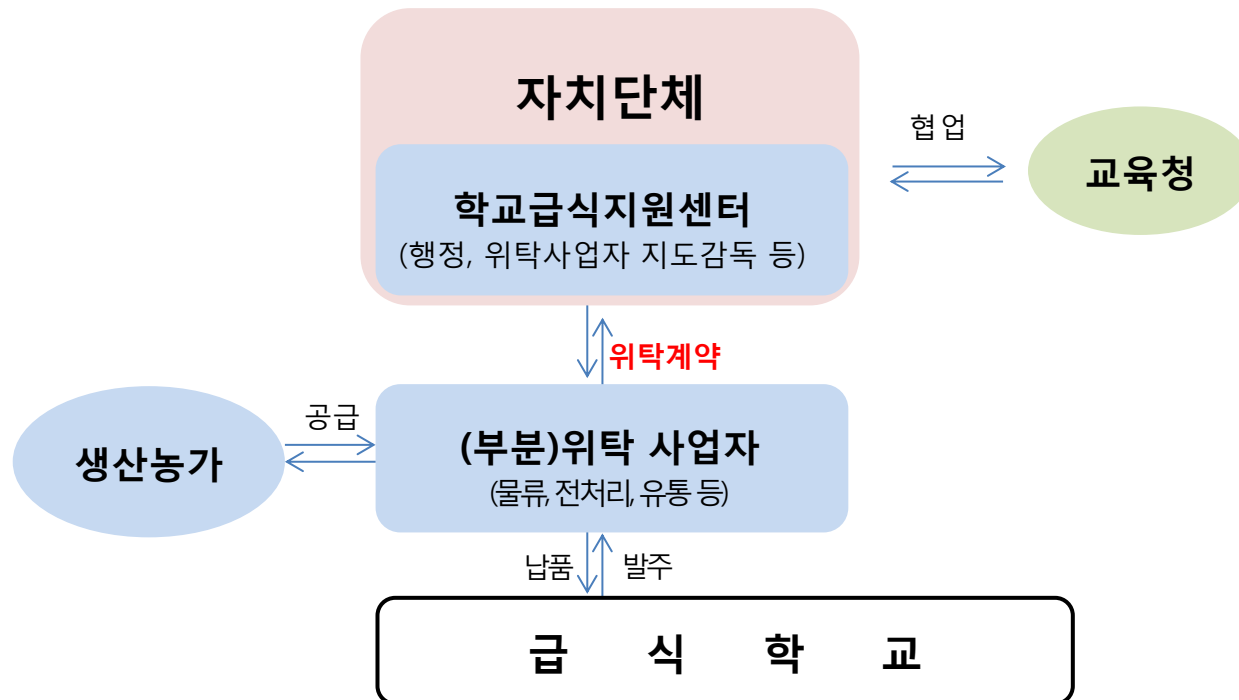 자치단체
협업
교육청
학교급식지원센터
(행정, 위탁사업자 지도감독 등)
위탁계약
공급
생산농가
(부분)위탁 사업자
(물류, 전처리, 유통 등)
납품 발주
급 식 학 교